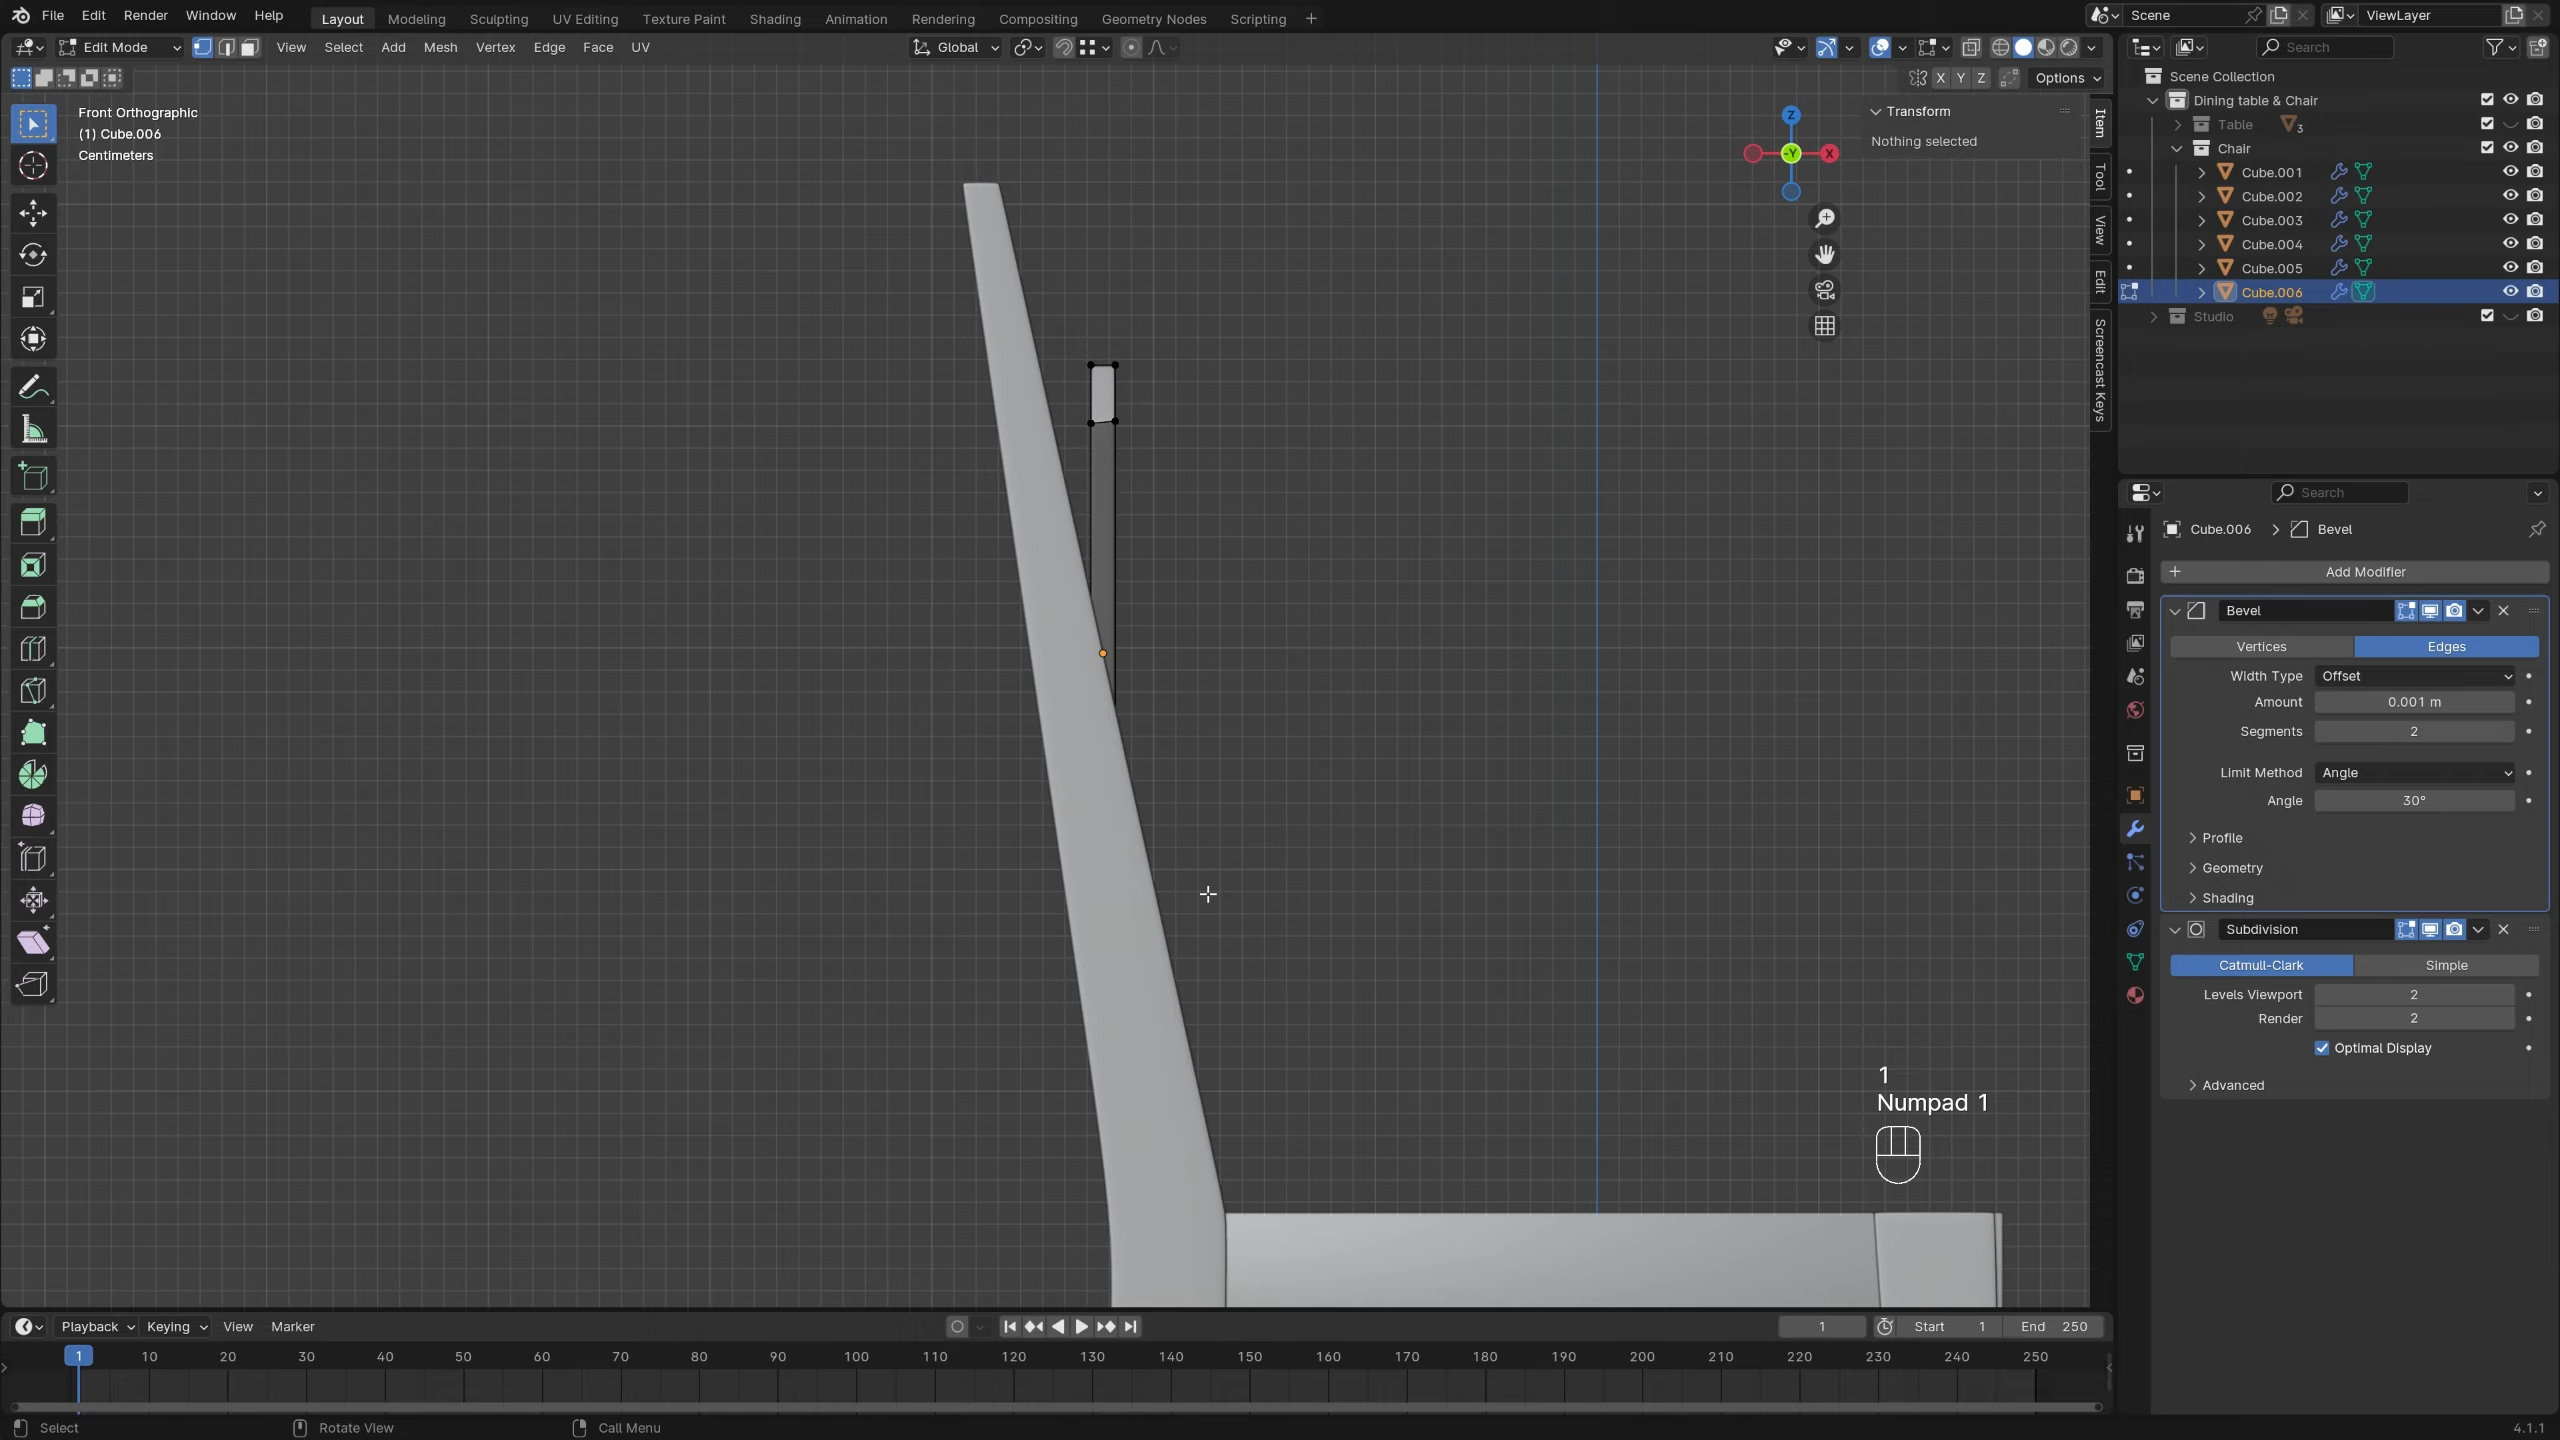 File Edit Render Window Help
Layout Modeling Sculpting UV Editing Texture Paint Shading Animation Rendering Compositing Geometry Nodes Scripting +
Scene
ViewLayer
Edit Mode View Select Add Mesh Vertex Edge Face UV
Global
X Y Z
Options
Front Orthographic
(1) Cube.006
Centimeters
Z
-Y
X
Transform
Nothing selected
Item
Tool
View
Edit
Screencast Keys
Search
Scene Collection
Dining table & Chair
Table 3
Chair
Cube.001
Cube.002
Cube.003
Cube.004
Cube.005
Cube.006
Studio
Search
Cube.006 > Bevel
+ Add Modifier
Bevel
Vertices Edges
Width Type Offset
Amount 0.001 m
Segments 2
Limit Method Angle
Angle 30°
Profile
Geometry
Shading
Subdivision
Catmull-Clark Simple
Levels Viewport 2
Render 2
Optimal Display
Advanced
1
Numpad 1
Playback Keying View Marker
1 Start 1 End 250
1 10 20 30 40 50 60 70 80 90 100 110 120 130 140 150 160 170 180 190 200 210 220 230 240 250
Select Rotate View Call Menu
4.1.1